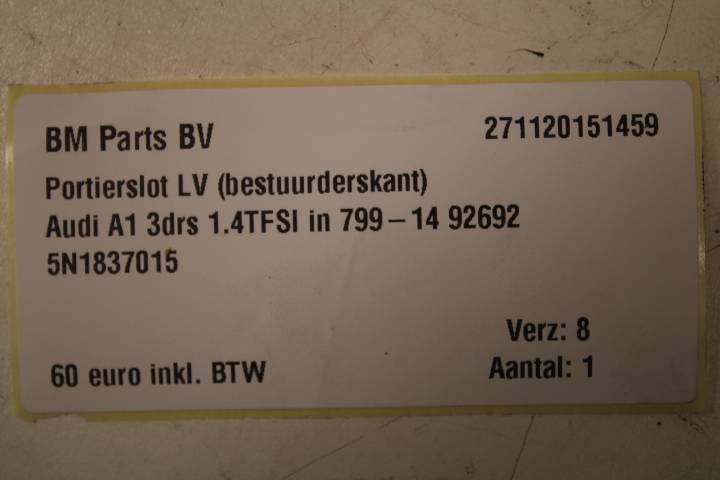 BM Parts BV 271120151459
Portierslot LV (bestuurderskant)
Audi A1 3drs 1.4TFSI in 799-14 92692
5N1837015
Verz: 8
60 euro inkl. BTW Aantal: 1